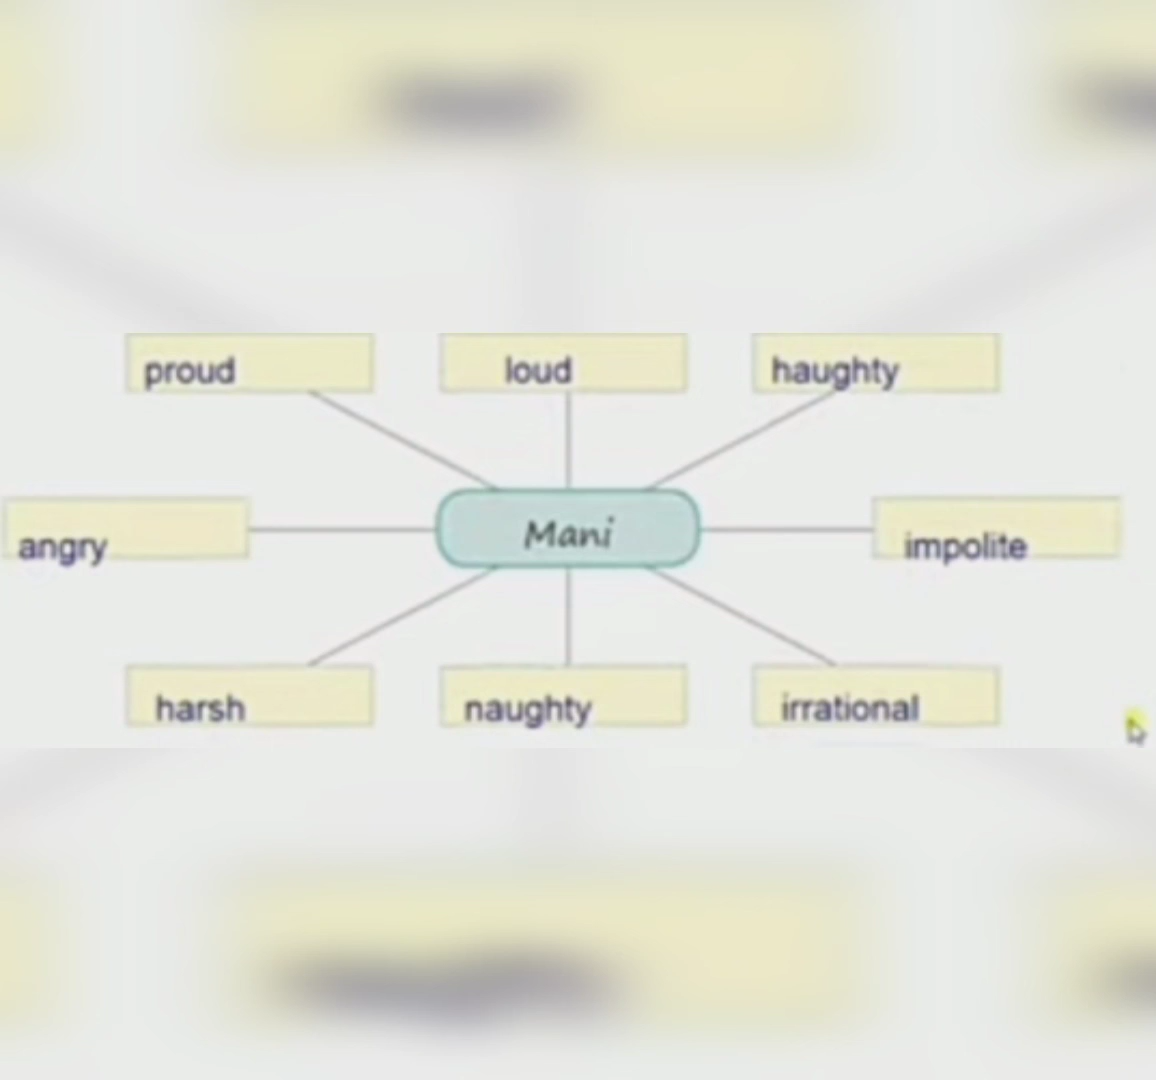 proud
loud
haughty
angry
Mani
impolite
harsh
naughty
irrational